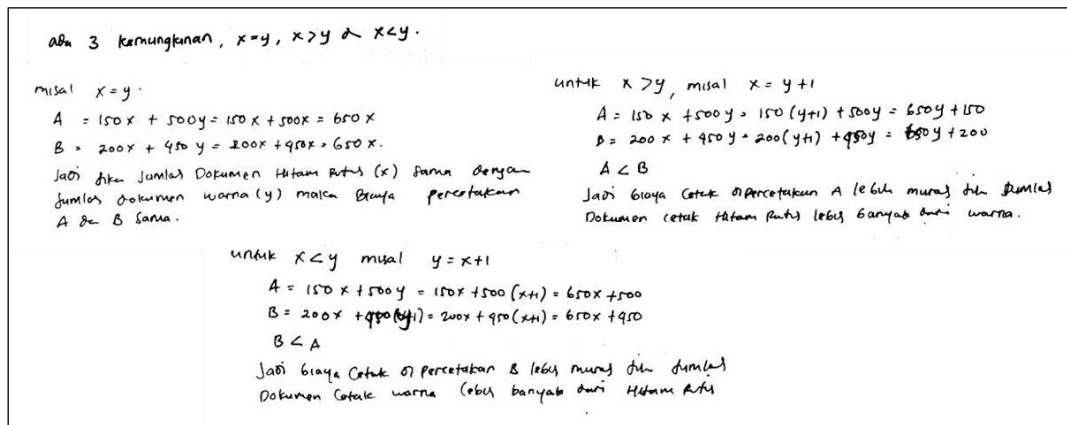 ada 3 kemungkinan, x=y, x>y & x<y.
misal x=y.
A = 150x + 500y = 150x + 500x = 650x
B = 200x + 450y = 200x + 450x = 650x.
Jadi jika Jumlah Dokumen Hitam Putih (x) Sama dengan
Jumlah dokumen warna (y) maka Biaya percetakan
A & B Sama.
untuk x>y, misal x = y+1
A = 150x + 500y = 150(y+1) + 500y = 650y + 150
B = 200x + 450y = 200(y+1) + 450y = 650y + 200
A < B
Jadi biaya Cetak di Percetakan A lebih murah jika Jumlah
Dokumen cetak Hitam Putih lebih banyak dari warna.
untuk x<y misal y = x+1
A = 150x + 500y = 150x + 500(x+1) = 650x + 500
B = 200x + 450(y+1) = 200x + 450(x+1) = 650x + 450
B < A
Jadi biaya Cetak di percetakan B lebih murah jika Jumlah
Dokumen Cetak warna lebih banyak dari Hitam Putih